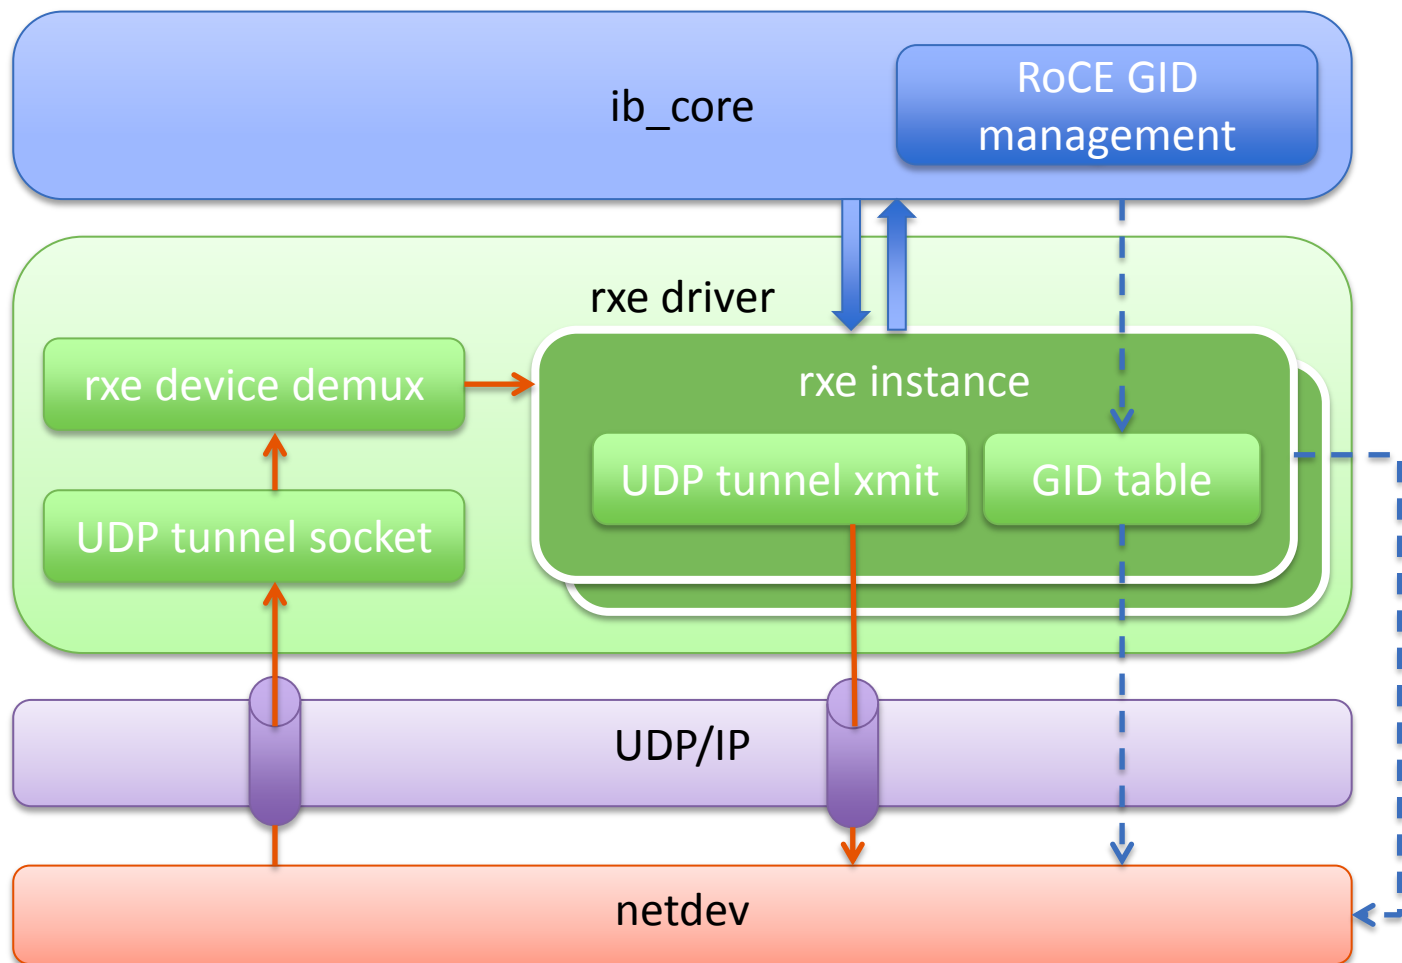 ib_core
RoCE GID
management
rxe driver
rxe device demux
rxe instance
UDP tunnel xmit
GID table
UDP tunnel socket
UDP/IP
netdev